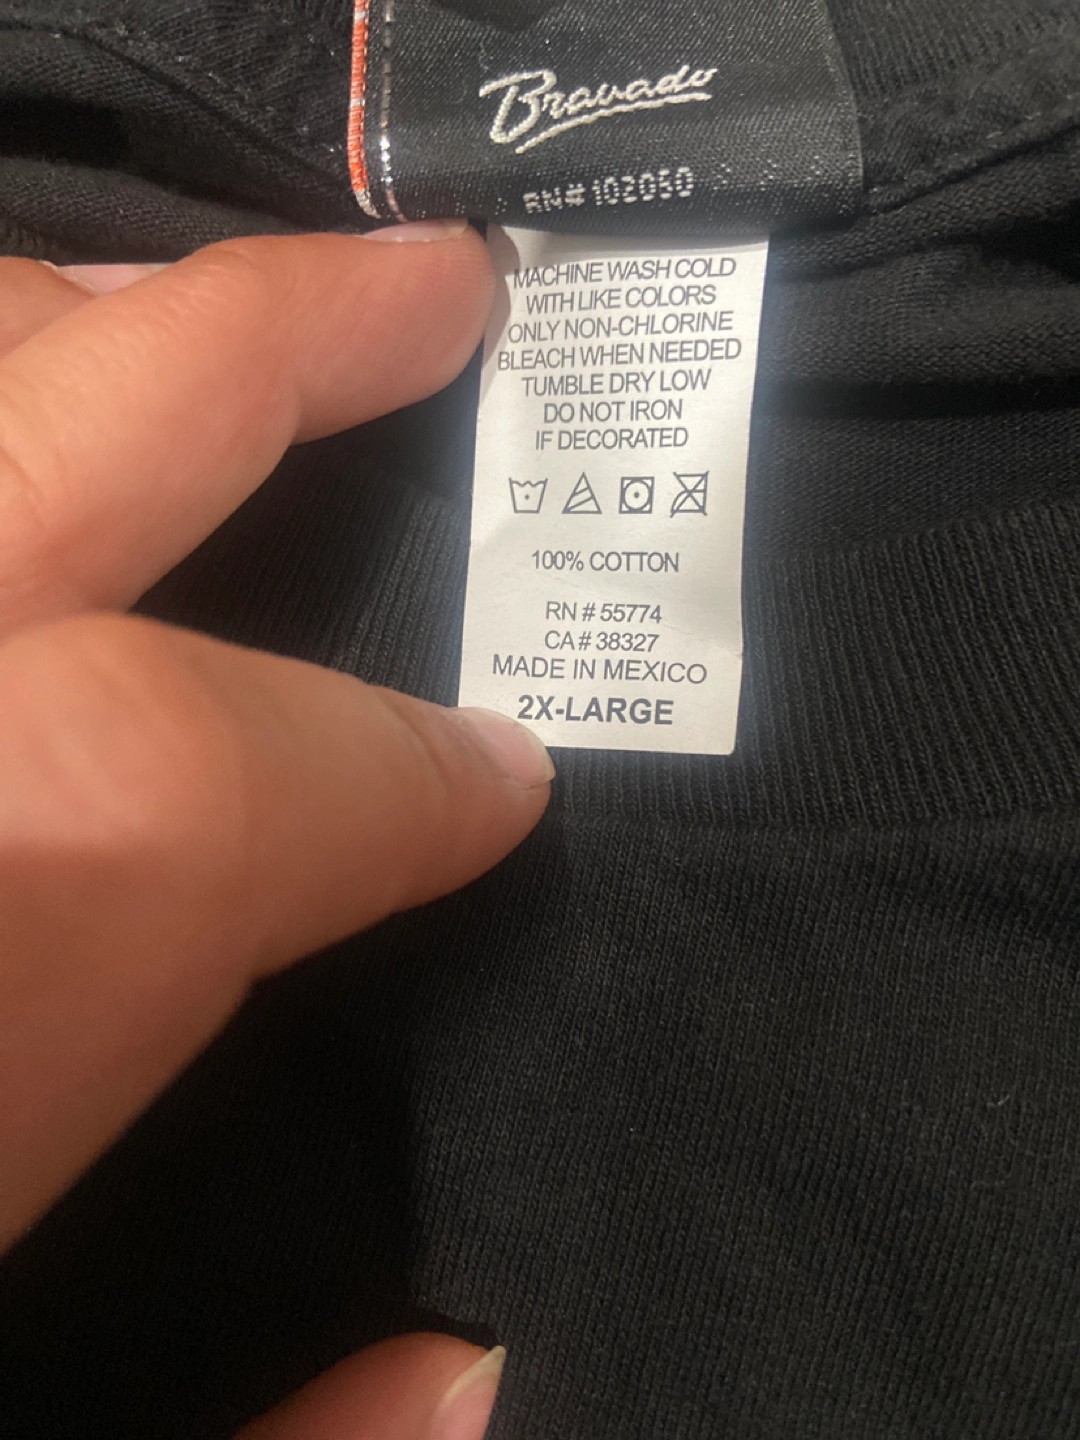 Bravado
RN#102050
MACHINE WASH COLD
WITH LIKE COLORS
ONLY NON-CHLORINE
BLEACH WHEN NEEDED
TUMBLE DRY LOW
DO NOT IRON
IF DECORATED
100% COTTON
RN # 55774
CA # 38327
MADE IN MEXICO
2X-LARGE